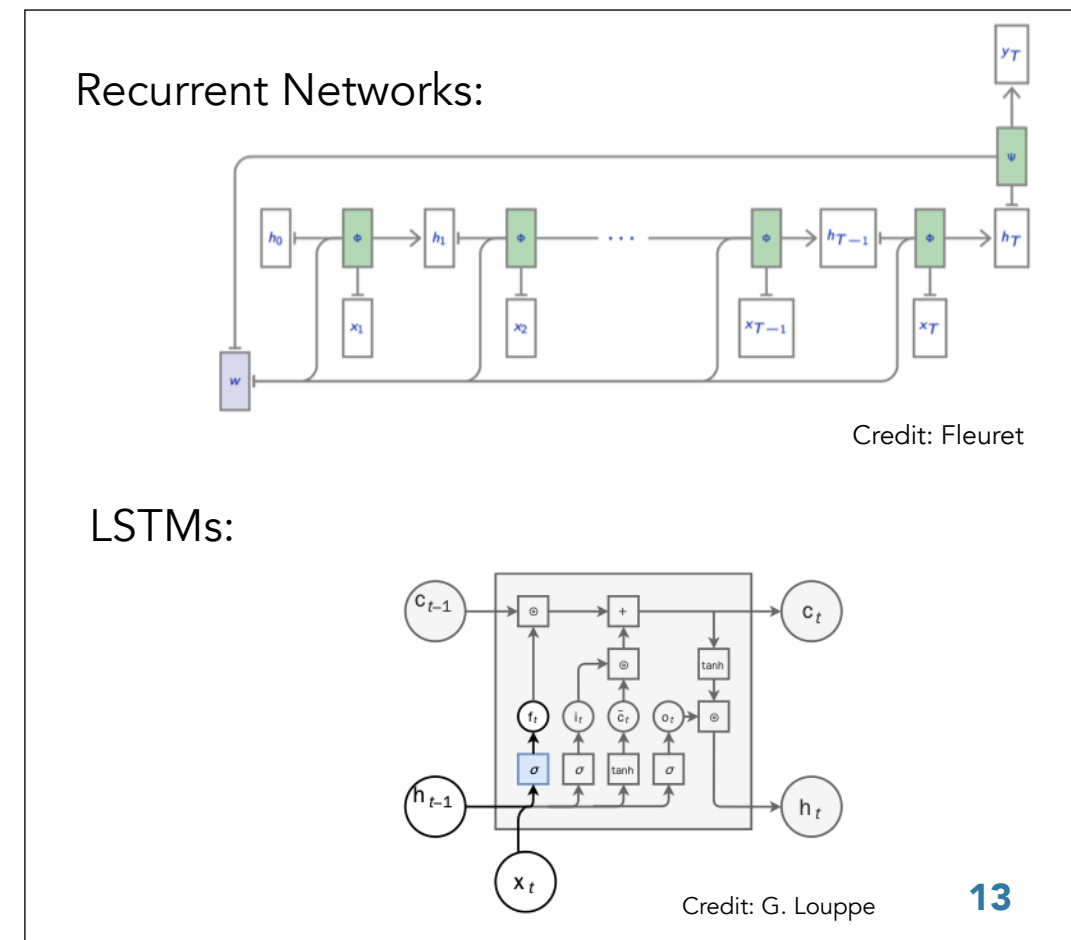 Recurrent Networks:
y_T
Ψ
h_0 Φ h_1 Φ ... Φ h_{T−1} Φ h_T
x_1 x_2 x_{T−1} x_T
w
Credit: Fleuret
LSTMs:
c_{t−1} ⊙ + c_t
⊙ tanh
f_t i_t c̄_t o_t ⊙
σ σ tanh σ
h_{t−1} h_t
x_t
Credit: G. Louppe
13